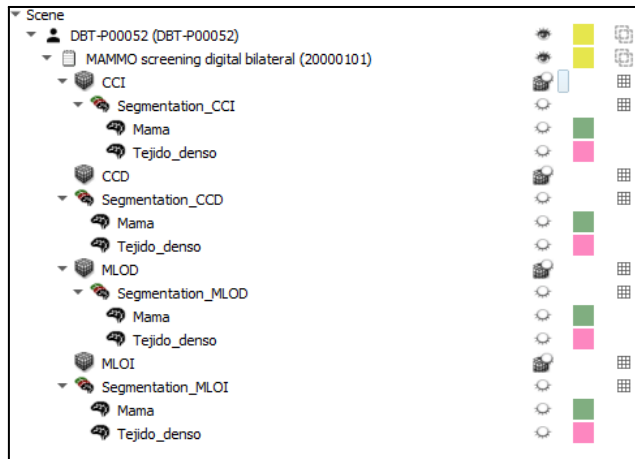 Scene
DBT-P00052 (DBT-P00052)
MAMMO screening digital bilateral (20000101)
CCI
Segmentation_CCI
Mama
Tejido_denso
CCD
Segmentation_CCD
Mama
Tejido_denso
MLOD
Segmentation_MLOD
Mama
Tejido_denso
MLOI
Segmentation_MLOI
Mama
Tejido_denso